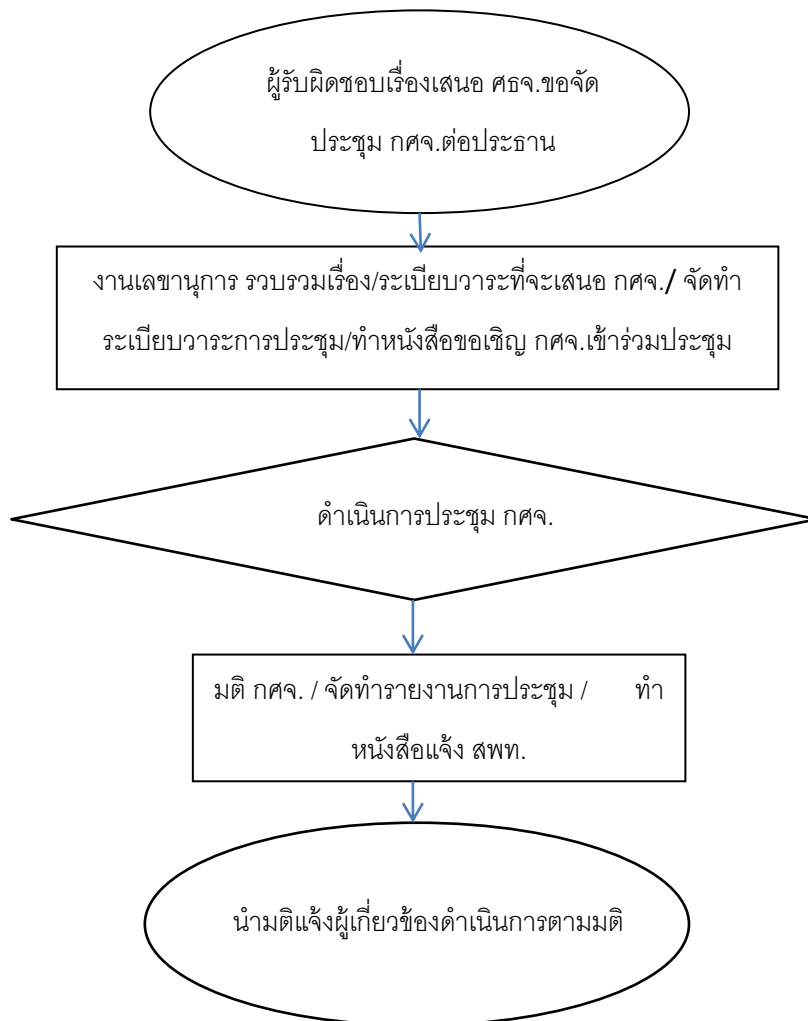 ผู้รับผิดชอบเรื่องเสนอ ศธจ.ขอจัด
ประชุม กศจ.ต่อประธาน
งานเลขานุการ รวบรวมเรื่อง/ระเบียบวาระที่จะเสนอ กศจ./ จัดทำ
ระเบียบวาระการประชุม/ทำหนังสือขอเชิญ กศจ.เข้าร่วมประชุม
ดำเนินการประชุม กศจ.
มติ กศจ. / จัดทำรายงานการประชุม / ทำ
หนังสือแจ้ง สพท.
นำมติแจ้งผู้เกี่ยวข้องดำเนินการตามมติ